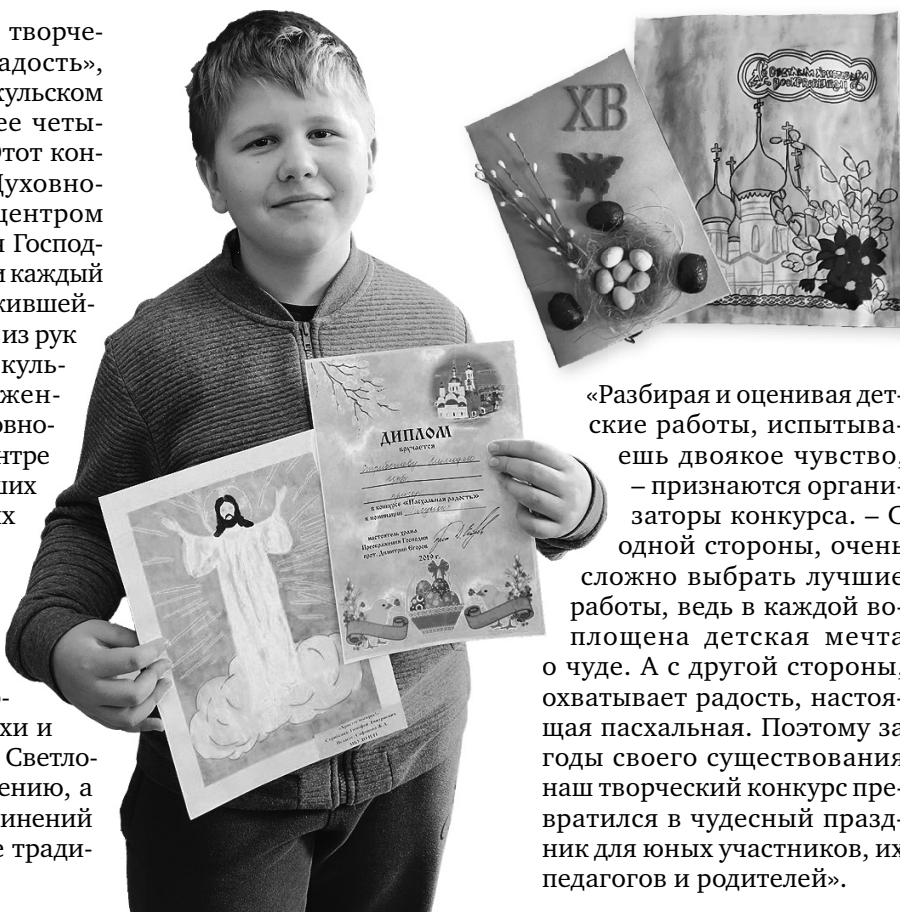 творче-
адость»,
кульском
ее четы-
Этот кон-
Духовно-
центром
я Господ-
и каждый
жившей-
из рук
куль-
жен-
овно-
нтре
ших
их
хи и
Светло-
ению, а
инений
е тради-
ХВ
ДИПЛОМ
вручается
в конкурсе «Пасхальная радость»
в номинации
настоятель храма
Преображения Господня
прот. Димитрий Егоров
2019 г.
«Разбирая и оценивая дет-
ские работы, испытыва-
ешь двоякое чувство,
– признаются органи-
заторы конкурса. – С
одной стороны, очень
сложно выбрать лучшие
работы, ведь в каждой во-
площена детская мечта
о чуде. А с другой стороны,
охватывает радость, настоя-
щая пасхальная. Поэтому за
годы своего существования
наш творческий конкурс пре-
вратился в чудесный празд-
ник для юных участников, их
педагогов и родителей».